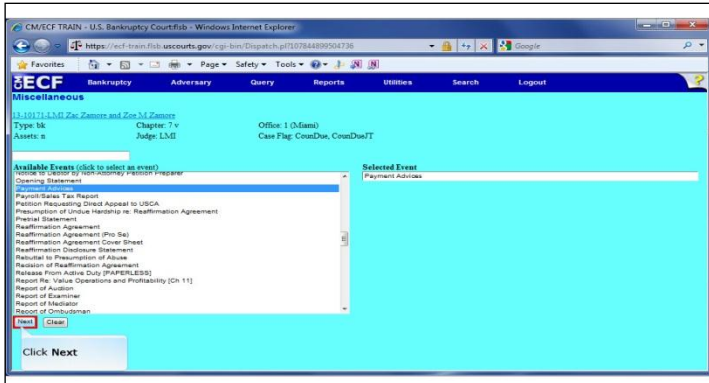 CM/ECF TRAIN - U.S. Bankruptcy Court:flsb - Windows Internet Explorer
https://ecf-train.flsb.uscourts.gov/cgi-bin/Dispatch.pl?107844899504736
Google
Favorites Page Safety Tools
ECF Bankruptcy Adversary Query Reports Utilities Search Logout ?
Miscellaneous
13-10171-LMI Zac Zamore and Zoe M Zamore
Type: bk Chapter: 7 v Office: 1 (Miami)
Assets: n Judge: LMI Case Flag: CounDue, CounDueJT
Available Events (click to select an event) Selected Event
Notice to Debtor by Non-Attorney Petition Preparer Payment Advices
Opening Statement
Payment Advices
Payroll/Sales Tax Report
Petition Requesting Direct Appeal to USCA
Presumption of Undue Hardship re: Reaffirmation Agreement
Pretrial Statement
Reaffirmation Agreement
Reaffirmation Agreement (Pro Se)
Reaffirmation Agreement Cover Sheet
Reaffirmation Disclosure Statement
Rebuttal to Presumption of Abuse
Recision of Reaffirmation Agreement
Release From Active Duty [PAPERLESS]
Report Re: Value Operations and Profitability [Ch 11]
Report of Auction
Report of Examiner
Report of Mediator
Report of Ombudsman
Next Clear
Click Next